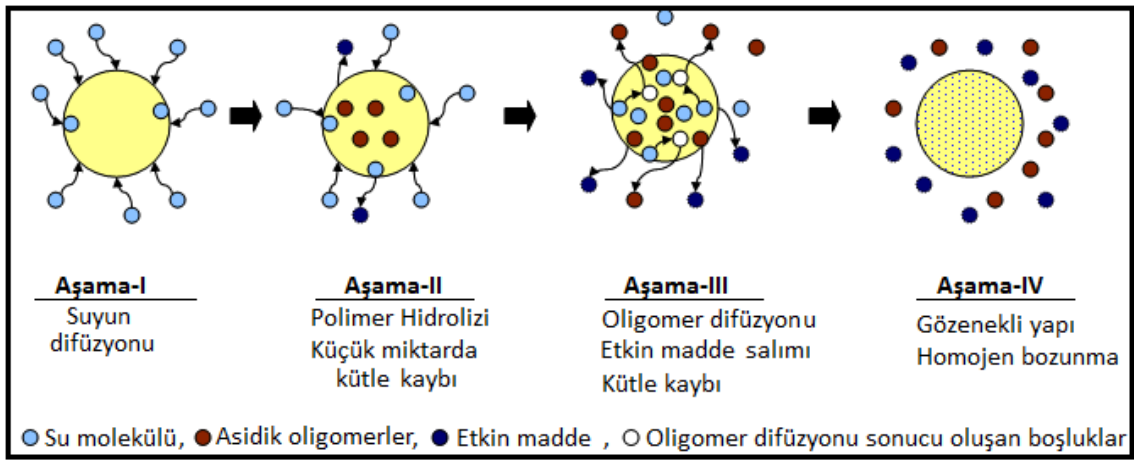 Aşama-I
Suyun
difüzyonu
Aşama-II
Polimer Hidrolizi
Küçük miktarda
kütle kaybı
Aşama-III
Oligomer difüzyonu
Etkin madde salımı
Kütle kaybı
Aşama-IV
Gözenekli yapı
Homojen bozunma
Su molekülü, Asidik oligomerler, Etkin madde , Oligomer difüzyonu sonucu oluşan boşluklar